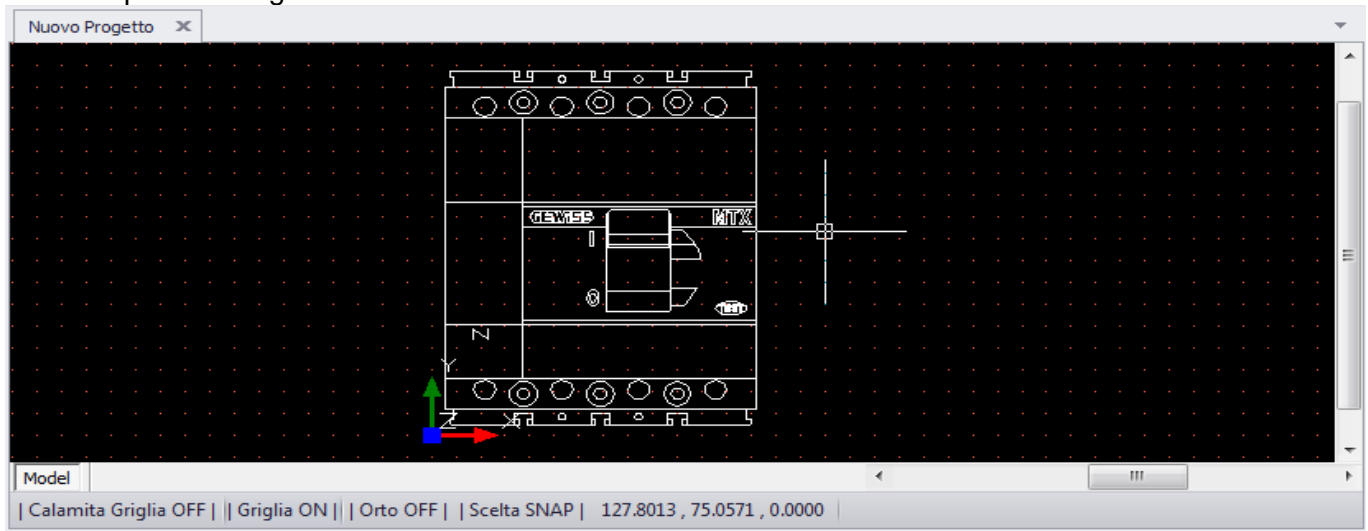 Nuovo Progetto
GEWISS MTX
I
O
N
Y
Z X
Model
| Calamita Griglia OFF | | Griglia ON | | Orto OFF | | Scelta SNAP | 127.8013 , 75.0571 , 0.0000